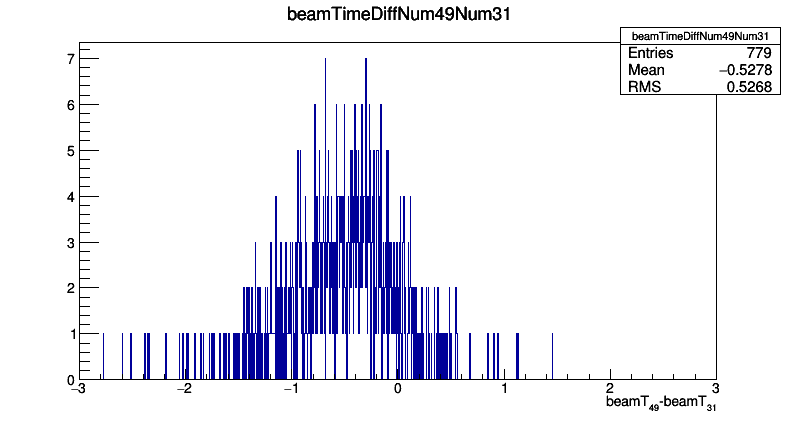 beamTimeDiffNum49Num31
beamTimeDiffNum49Num31
Entries 779
Mean −0.5278
RMS 0.5268
7
6
5
4
3
2
1
0
−3 −2 −1 0 1 2 3
beamT49-beamT31